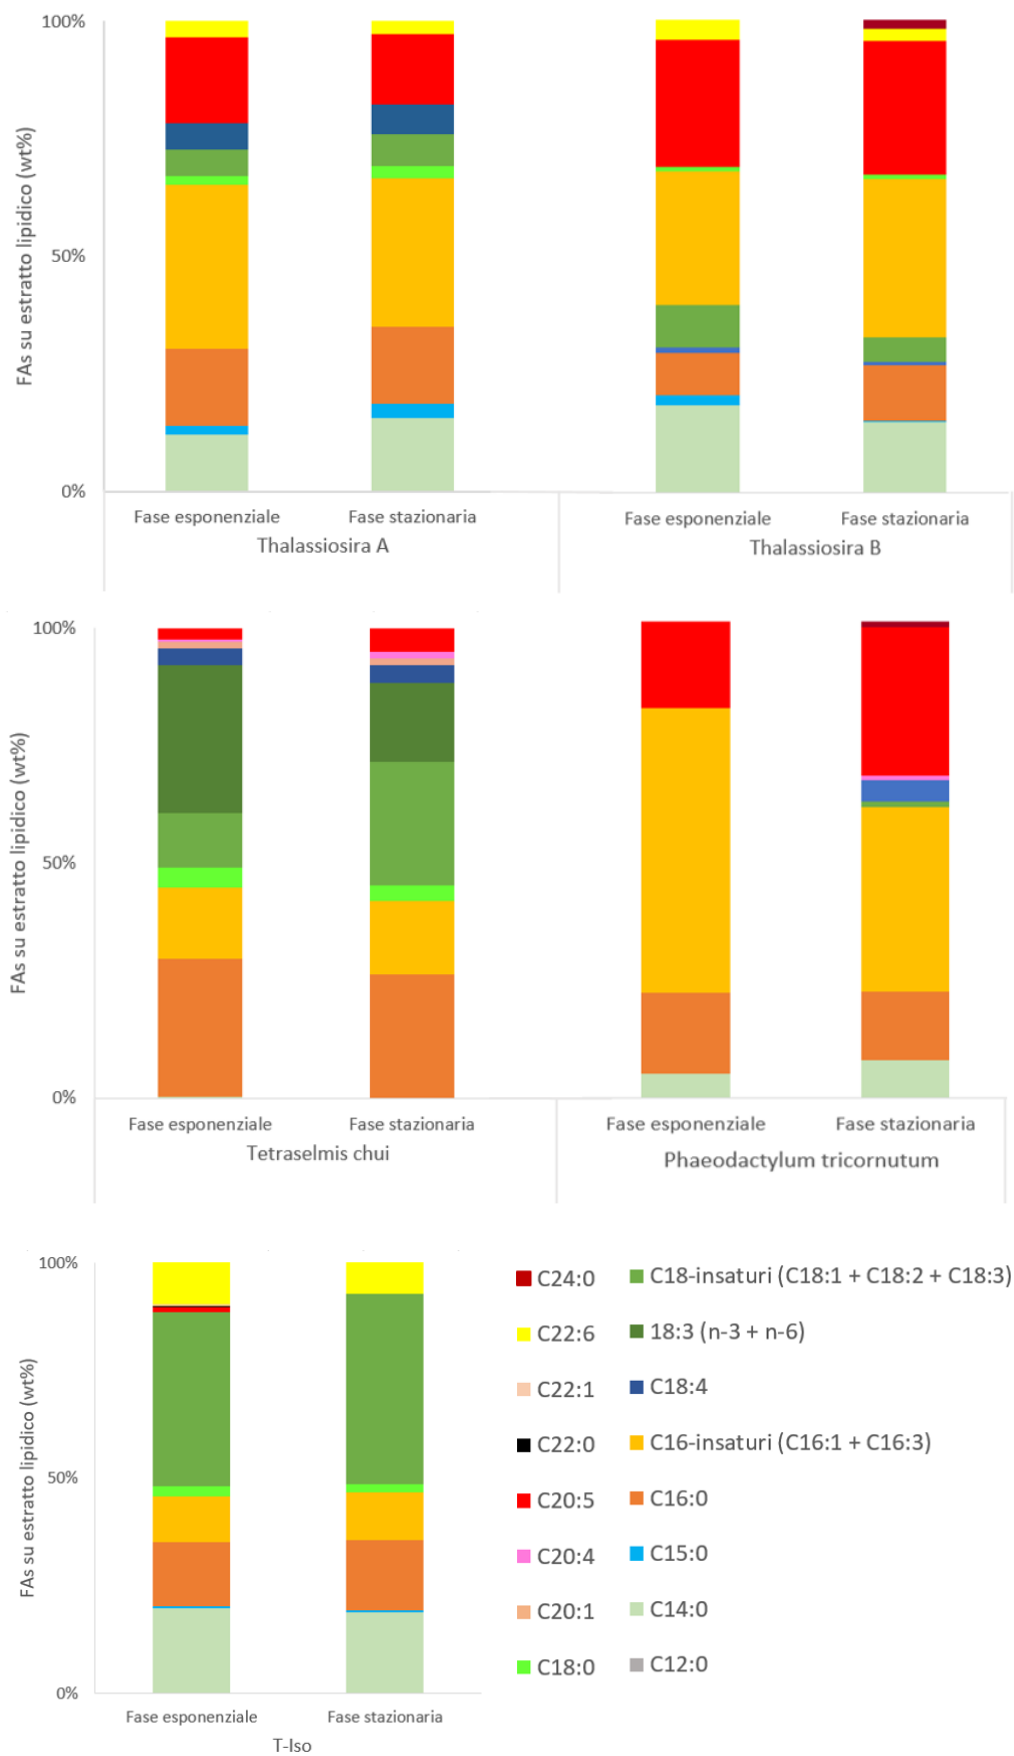 100%
50%
0%
FAs su estratto lipidico (wt%)
Fase esponenziale
Fase stazionaria
Thalassiosira A
Fase esponenziale
Fase stazionaria
Thalassiosira B
100%
50%
0%
FAs su estratto lipidico (wt%)
Fase esponenziale
Fase stazionaria
Tetraselmis chui
Fase esponenziale
Fase stazionaria
Phaeodactylum tricornutum
100%
50%
0%
FAs su estratto lipidico (wt%)
Fase esponenziale
Fase stazionaria
T-Iso
C24:0
C22:6
C22:1
C22:0
C20:5
C20:4
C20:1
C18:0
C18-insaturi (C18:1 + C18:2 + C18:3)
18:3 (n-3 + n-6)
C18:4
C16-insaturi (C16:1 + C16:3)
C16:0
C15:0
C14:0
C12:0